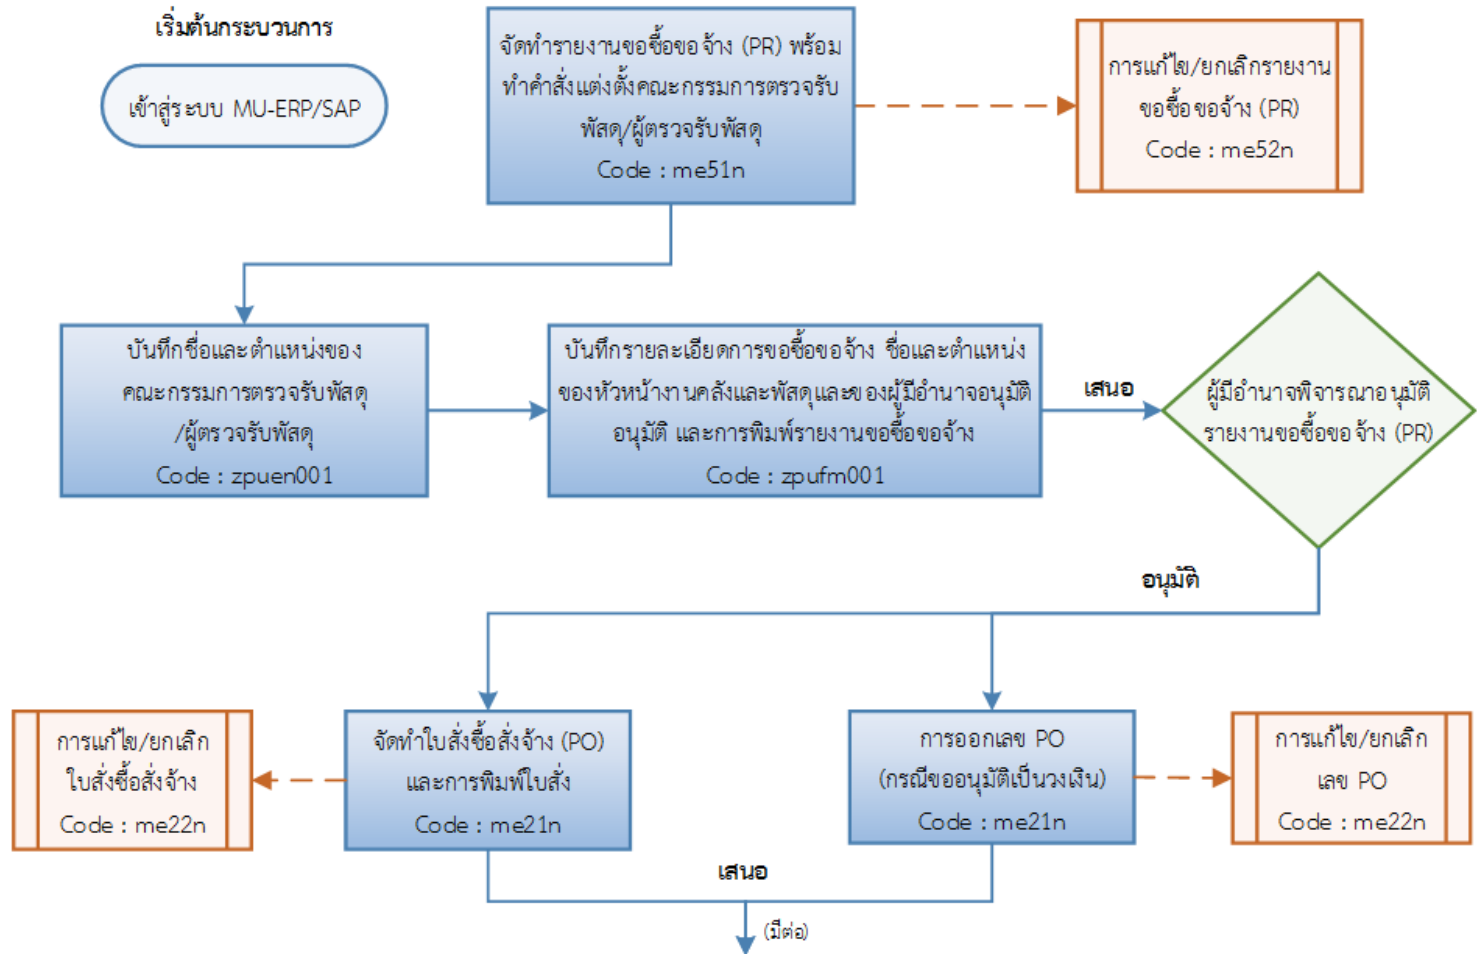 เริ่มต้นกระบวนการ
เข้าสู่ระบบ MU-ERP/SAP
จัดทำรายงานขอซื้อขอจ้าง (PR) พร้อม
ทำคำสั่งแต่งตั้งคณะกรรมการตรวจรับ
พัสดุ/ผู้ตรวจรับพัสดุ
Code : me51n
การแก้ไข/ยกเลิกรายงาน
ขอซื้อขอจ้าง (PR)
Code : me52n
บันทึกชื่อและตำแหน่งของ
คณะกรรมการตรวจรับพัสดุ
/ผู้ตรวจรับพัสดุ
Code : zpuen001
บันทึกรายละเอียดการขอซื้อขอจ้าง ชื่อและตำแหน่ง
ของหัวหน้างานคลังและพัสดุและของผู้มีอำนาจอนุมัติ
อนุมัติ และการพิมพ์รายงานขอซื้อขอจ้าง
Code : zpufm001
เสนอ
ผู้มีอำนาจพิจารณาอนุมัติ
รายงานขอซื้อขอจ้าง (PR)
อนุมัติ
การแก้ไข/ยกเลิก
ใบสั่งซื้อสั่งจ้าง
Code : me22n
จัดทำใบสั่งซื้อสั่งจ้าง (PO)
และการพิมพ์ใบสั่ง
Code : me21n
การออกเลข PO
(กรณีขออนุมัติเป็นวงเงิน)
Code : me21n
การแก้ไข/ยกเลิก
เลข PO
Code : me22n
เสนอ
(มีต่อ)